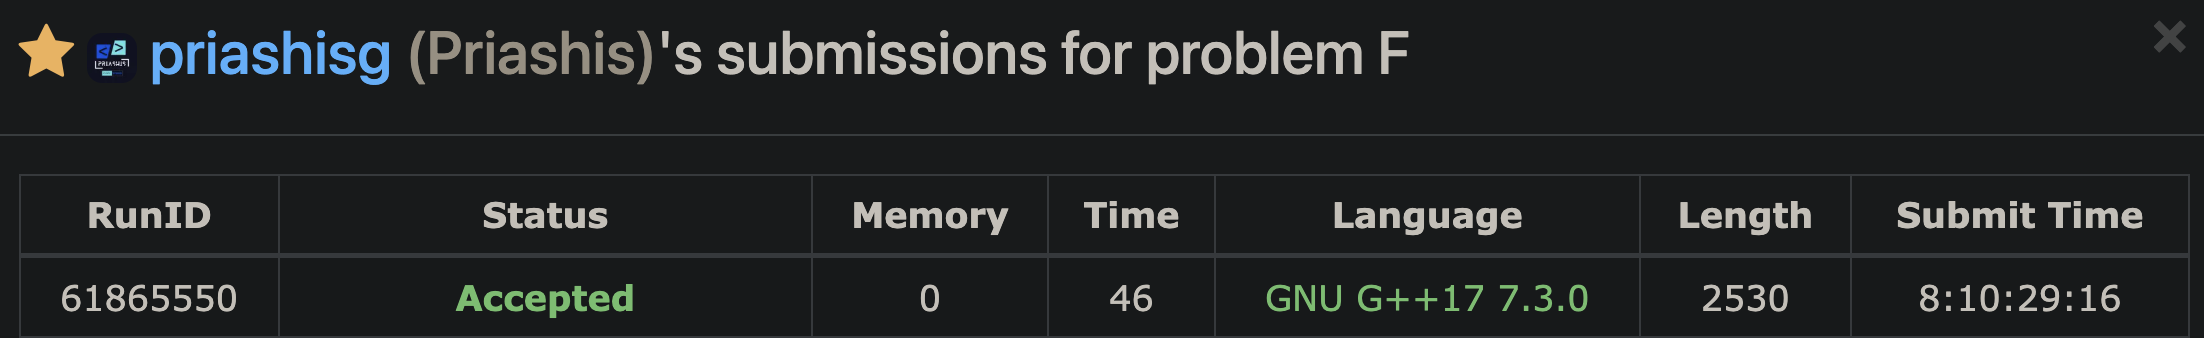 priashisg (Priashis)'s submissions for problem F
×
RunID Status Memory Time Language Length Submit Time
61865550 Accepted 0 46 GNU G++17 7.3.0 2530 8:10:29:16